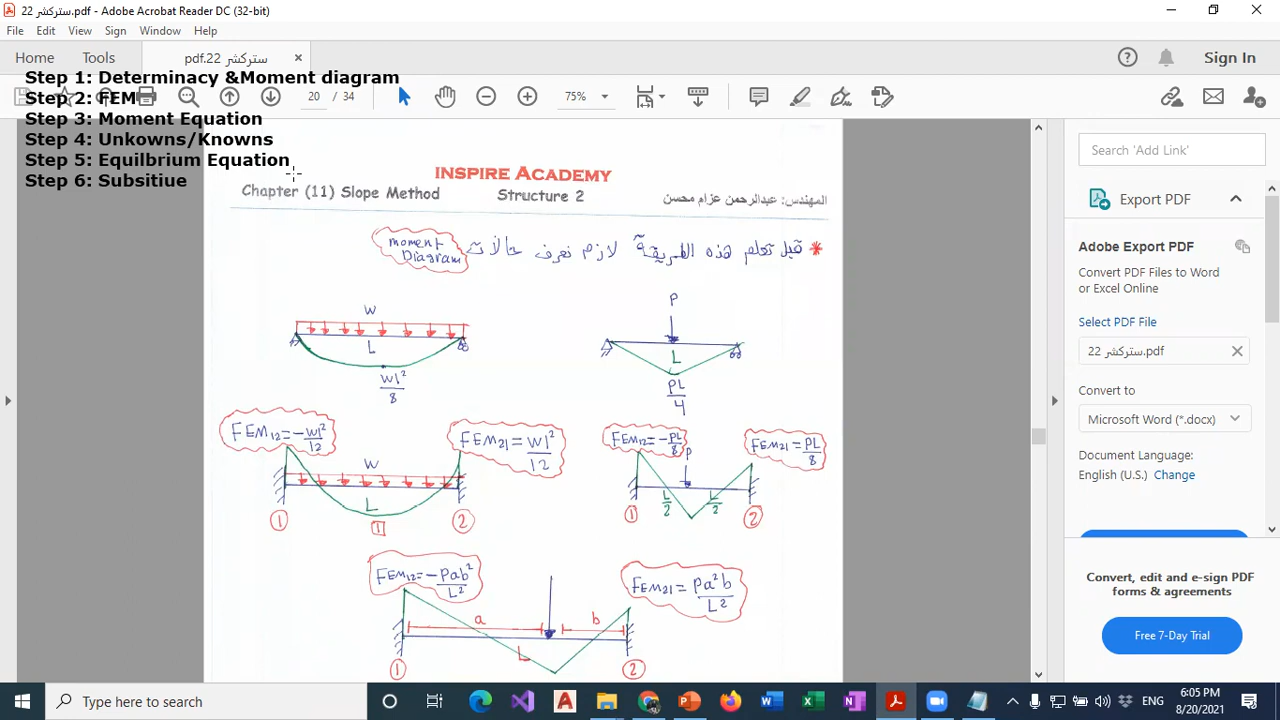 22 ستركشر.pdf - Adobe Acrobat Reader DC (32-bit)
File Edit View Sign Window Help
Home Tools
22 ستركشر.pdf ×
Sign In
Step 1: Determinacy &Moment diagram
Step 2: FEM
Step 3: Moment Equation
Step 4: Unkowns/Knowns
Step 5: Equilbrium Equation
Step 6: Subsitiue
20 / 34
75%
INSPIRE ACADEMY
Chapter (11) Slope Method Structure 2 المهندس: عبدالرحمن عزام محسن
* قبل تعلم هذه الطريقة لازم نعرف حالات moment Diagram
W
L
wl²/8
P
L
PL/4
FEM12 = -wl²/12
FEM21 = wl²/12
W
L
1 1 2
FEM12 = -PL/8
FEM21 = PL/8
P
L/2 L/2
1 2
FEM12 = -Pab²/L²
FEM21 = Pa²b/L²
a b
L
1 2
Search 'Add Link'
Export PDF
Adobe Export PDF
Convert PDF Files to Word
or Excel Online
Select PDF File
22 ستركشر.pdf
Convert to
Microsoft Word (*.docx)
Document Language:
English (U.S.) Change
Convert, edit and e-sign PDF
forms & agreements
Free 7-Day Trial
Type here to search
ENG
6:05 PM
8/20/2021